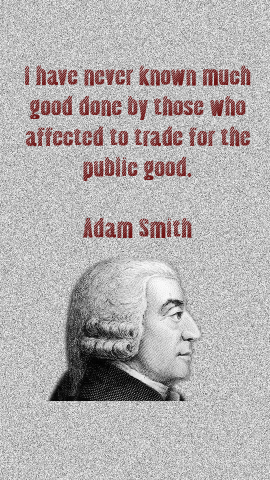 i have never known much
good done by those who
affected to trade for the
public good.
Adam Smith